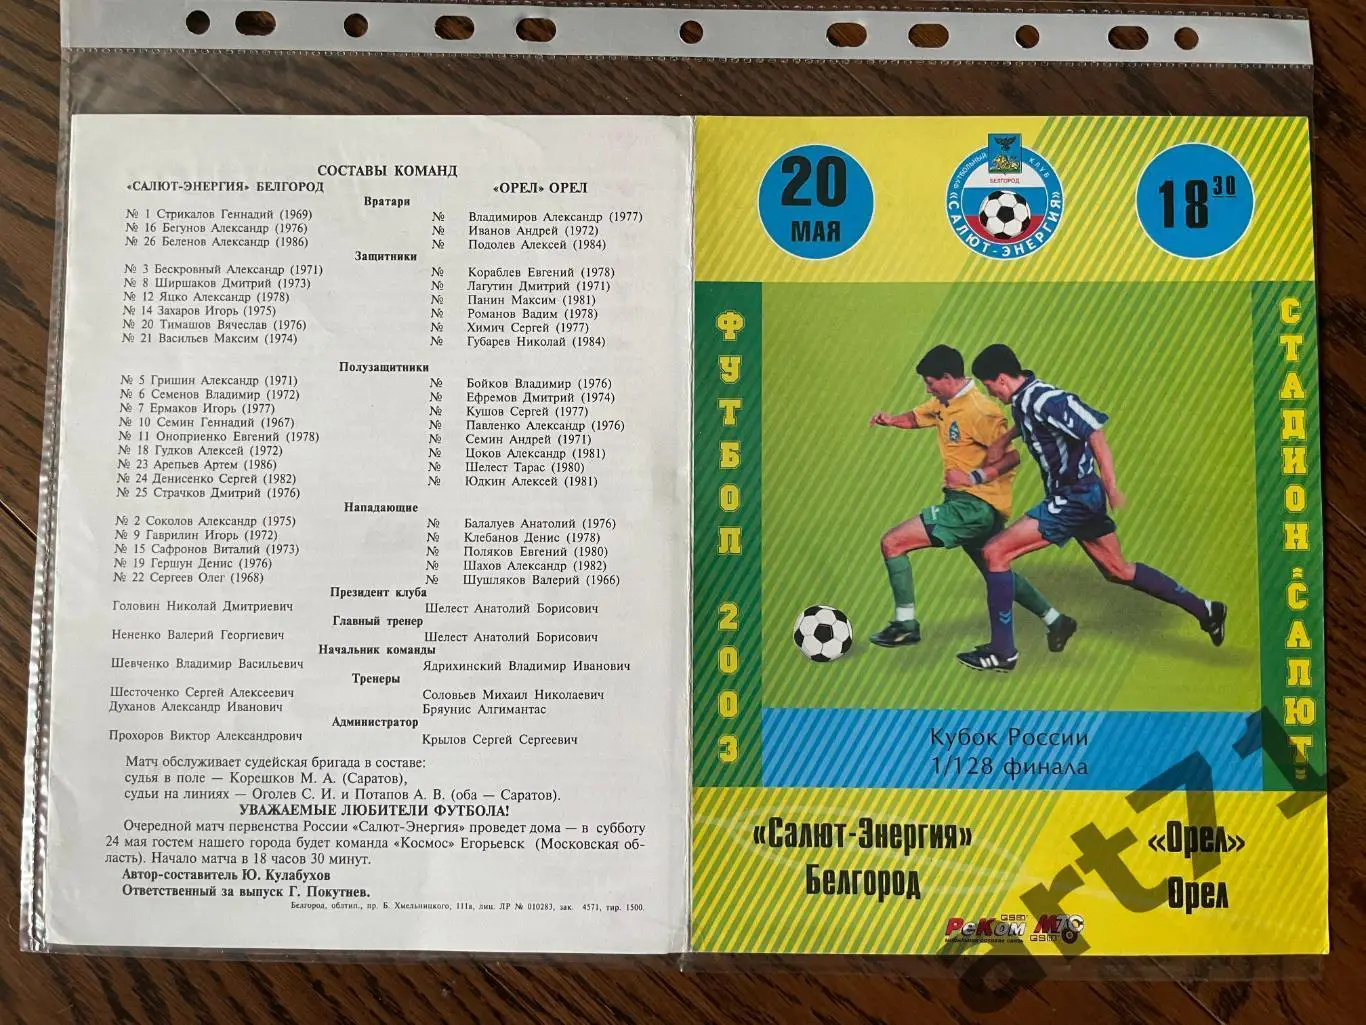 СОСТАВЫ КОМАНД
«САЛЮТ-ЭНЕРГИЯ» БЕЛГОРОД «ОРЕЛ» ОРЕЛ
Вратари
№ 1 Стрикалов Геннадий (1969) № Владимиров Александр (1977)
№ 16 Бегунов Александр (1976) № Иванов Андрей (1972)
№ 26 Беленов Александр (1986) № Подолев Алексей (1984)
Защитники
№ 3 Бескровный Александр (1971) № Кораблев Евгений (1978)
№ 8 Ширшаков Дмитрий (1973) № Лагутин Дмитрий (1971)
№ 12 Яцко Александр (1978) № Панин Максим (1981)
№ 14 Захаров Игорь (1975) № Романов Вадим (1978)
№ 20 Тимашов Вячеслав (1976) № Химич Сергей (1977)
№ 21 Васильев Максим (1974) № Губарев Николай (1984)
Полузащитники
№ 5 Гришин Александр (1971) № Бойков Владимир (1976)
№ 6 Семенов Владимир (1972) № Ефремов Дмитрий (1974)
№ 7 Ермаков Игорь (1977) № Кушов Сергей (1977)
№ 10 Семин Геннадий (1967) № Павленко Александр (1976)
№ 11 Оноприенко Евгений (1978) № Семин Андрей (1971)
№ 18 Гудков Алексей (1972) № Цоков Александр (1981)
№ 23 Арепьев Артем (1986) № Шелест Тарас (1980)
№ 24 Денисенко Сергей (1982) № Юдкин Алексей (1981)
№ 25 Страчков Дмитрий (1976)
Нападающие
№ 2 Соколов Александр (1975) № Балалуев Анатолий (1976)
№ 9 Гаврилин Игорь (1972) № Клебанов Денис (1978)
№ 15 Сафронов Виталий (1973) № Поляков Евгений (1980)
№ 19 Гершун Денис (1976) № Шахов Александр (1982)
№ 22 Сергеев Олег (1968) № Шушляков Валерий (1966)
Президент клуба
Головин Николай Дмитриевич Шелест Анатолий Борисович
Главный тренер
Нененко Валерий Георгиевич Шелест Анатолий Борисович
Начальник команды
Шевченко Владимир Васильевич Ядрихинский Владимир Иванович
Тренеры
Шесточенко Сергей Алексеевич Соловьев Михаил Николаевич
Духанов Александр Иванович Бряунис Алгимантас
Администратор
Прохоров Виктор Александрович Крылов Сергей Сергеевич
Матч обслуживает судейская бригада в составе:
судья в поле — Корешков М. А. (Саратов),
судьи на линиях — Оголев С. И. и Потапов А. В. (оба — Саратов).
УВАЖАЕМЫЕ ЛЮБИТЕЛИ ФУТБОЛА!
Очередной матч первенства России «Салют-Энергия» проведет дома — в субботу
24 мая гостем нашего города будет команда «Космос» Егорьевск (Московская об-
ласть). Начало матча в 18 часов 30 минут.
Автор-составитель Ю. Кулабухов
Ответственный за выпуск Г. Покутнев.
Белгород, облтип., пр. Б. Хмельницкого, 111а, лиц. ЛР № 010283, зак. 4571, тир. 1500.
20
МАЯ
ФУТБОЛЬНЫЙ КЛУБ
БЕЛГОРОД
«САЛЮТ-ЭНЕРГИЯ»
18 30
ФУТБОЛ 2003
СТАДИОН «САЛЮТ»
Кубок России
1/128 финала
«Салют-Энергия» «Орел»
Белгород Орел
РеКом GSM
МТС
GSM
art71